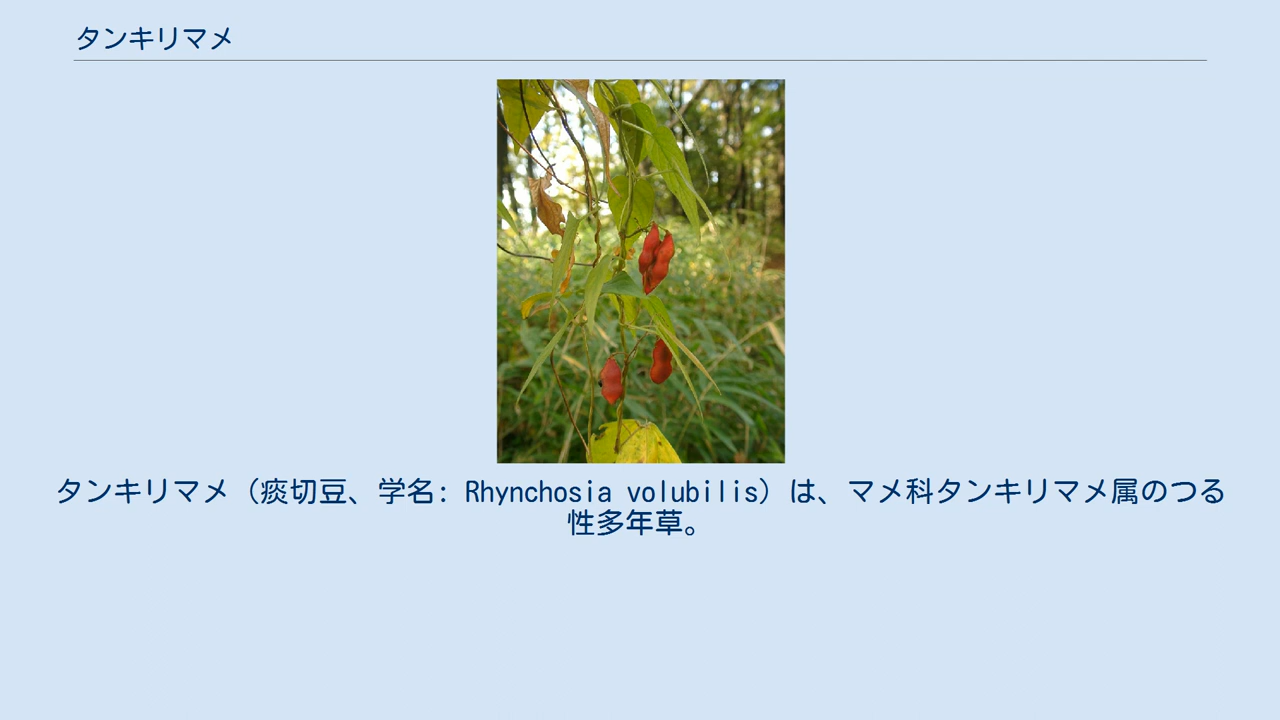 タンキリマメ
タンキリマメ（痰切豆、学名: Rhynchosia volubilis）は、マメ科タンキリマメ属のつる
性多年草。